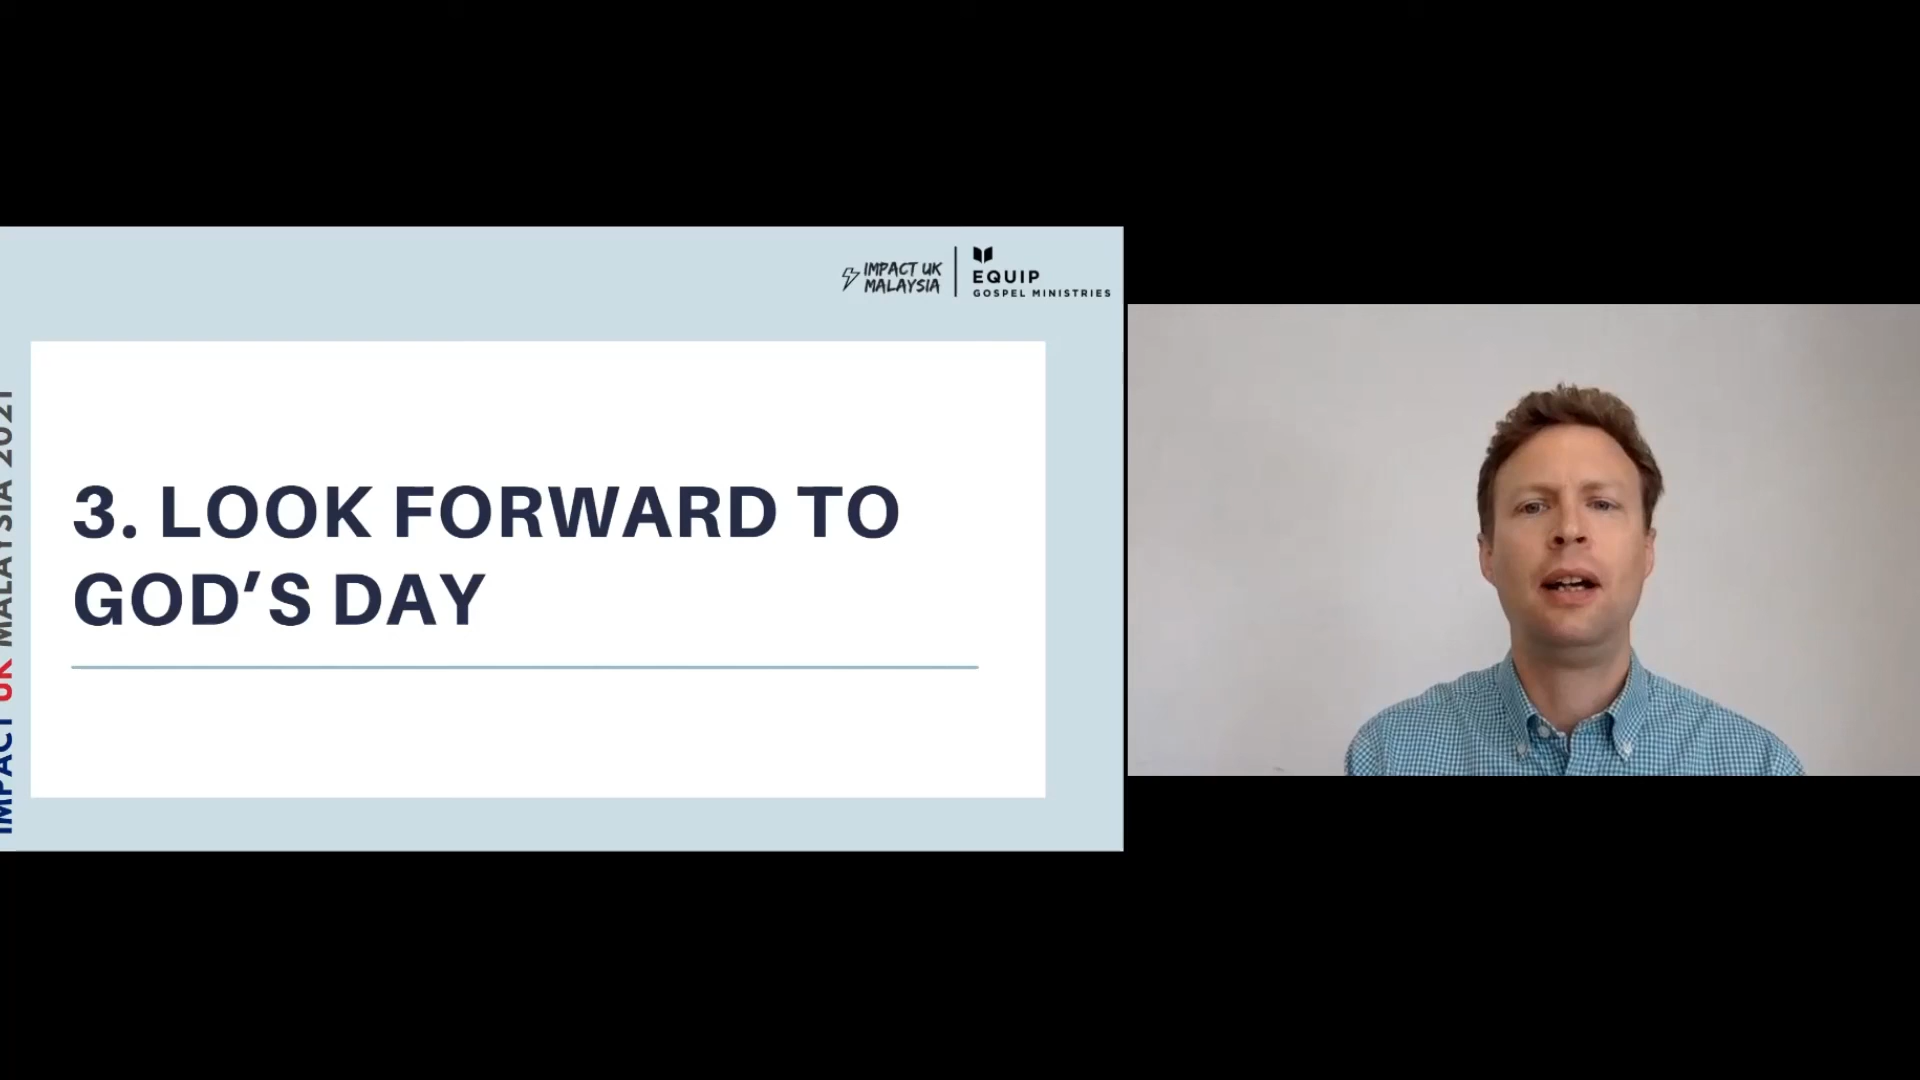 IMPACT UK
MALAYSIA
EQUIP
GOSPEL MINISTRIES
3. LOOK FORWARD TO
GOD’S DAY
IMPACT UK MALAYSIA 2021